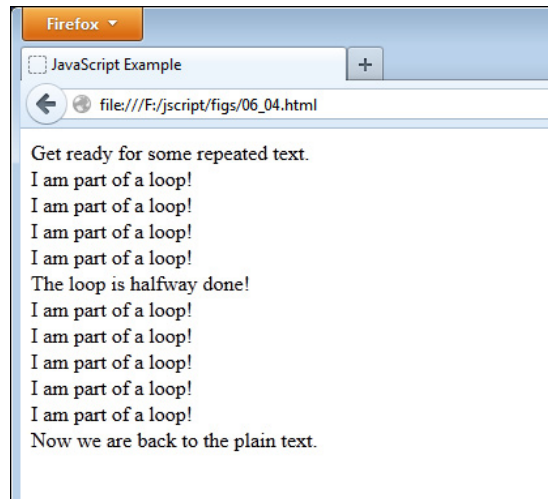 Firefox
JavaScript Example
file:///F:/jscript/figs/06_04.html
Get ready for some repeated text.
I am part of a loop!
I am part of a loop!
I am part of a loop!
I am part of a loop!
The loop is halfway done!
I am part of a loop!
I am part of a loop!
I am part of a loop!
I am part of a loop!
I am part of a loop!
Now we are back to the plain text.